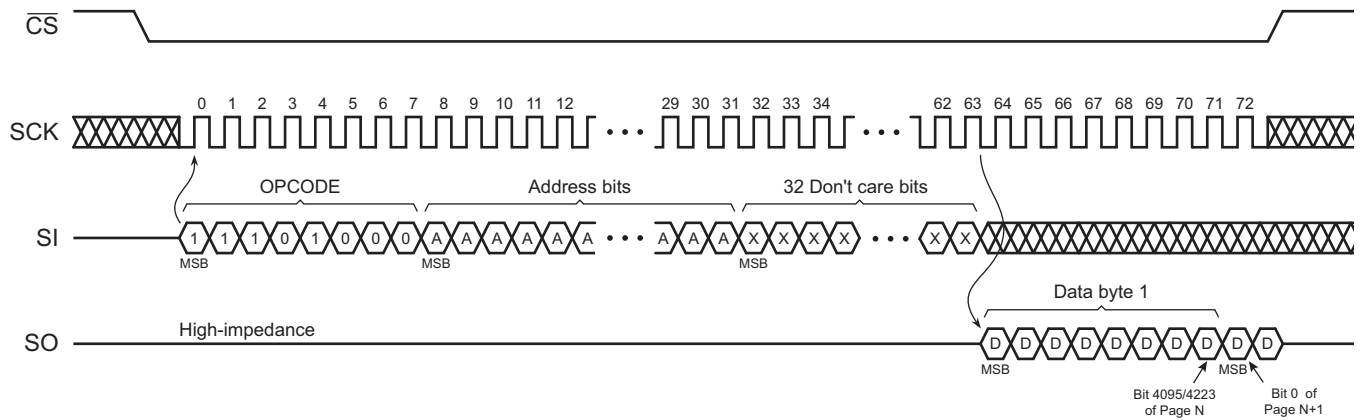 CS
SCK
0 1 2 3 4 5 6 7 8 9 10 11 12 29 30 31 32 33 34 62 63 64 65 66 67 68 69 70 71 72
OPCODE Address bits 32 Don't care bits
SI
1 1 1 0 1 0 0 0 A A A A A A A A A X X X X X X
MSB MSB MSB
Data byte 1
High-impedance
SO
D D D D D D D D D D
MSB MSB
Bit 4095/4223
of Page N
Bit 0 of
Page N+1